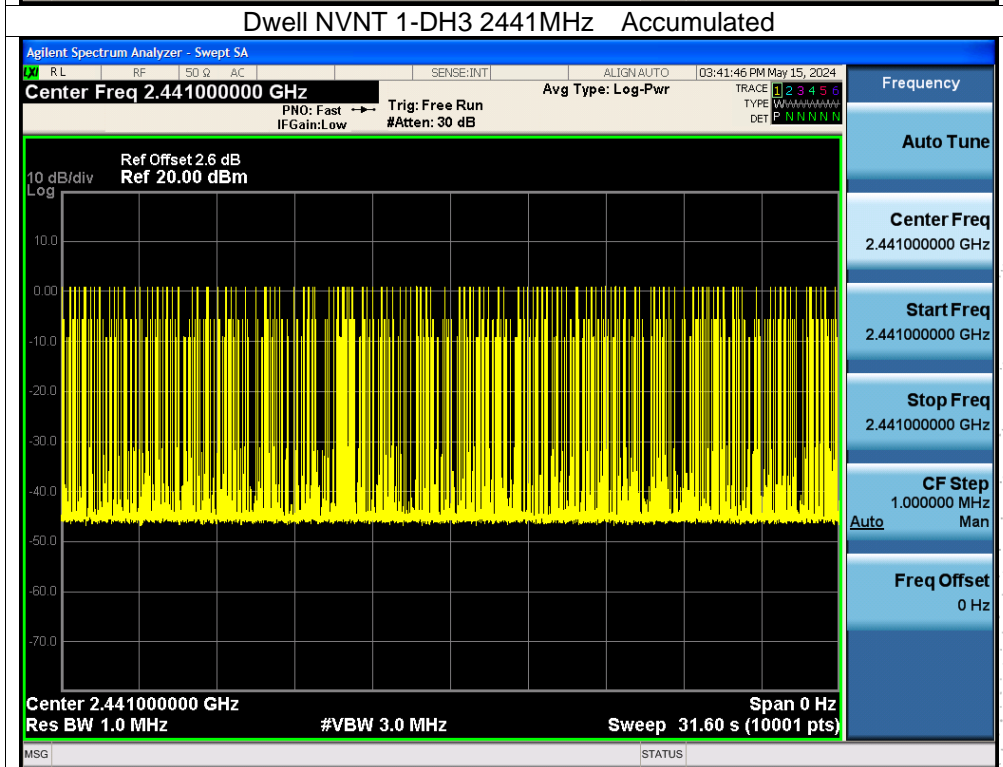 Dwell NVNT 1-DH3 2441MHz Accumulated
Agilent Spectrum Analyzer - Swept SA
LXI RL RF 50 Ω AC SENSE:INT ALIGN AUTO 03:41:46 PM May 15, 2024
Center Freq 2.441000000 GHz
PNO: Fast
IFGain:Low
Trig: Free Run
#Atten: 30 dB
Avg Type: Log-Pwr
TRACE 1 2 3 4 5 6
TYPE WWWWWW
DET P N N N N N
Ref Offset 2.6 dB
10 dB/div Ref 20.00 dBm
Log
10.0
0.00
-10.0
-20.0
-30.0
-40.0
-50.0
-60.0
-70.0
Center 2.441000000 GHz Span 0 Hz
Res BW 1.0 MHz #VBW 3.0 MHz Sweep 31.60 s (10001 pts)
MSG STATUS
Frequency
Auto Tune
Center Freq
2.441000000 GHz
Start Freq
2.441000000 GHz
Stop Freq
2.441000000 GHz
CF Step
1.000000 MHz
Auto Man
Freq Offset
0 Hz